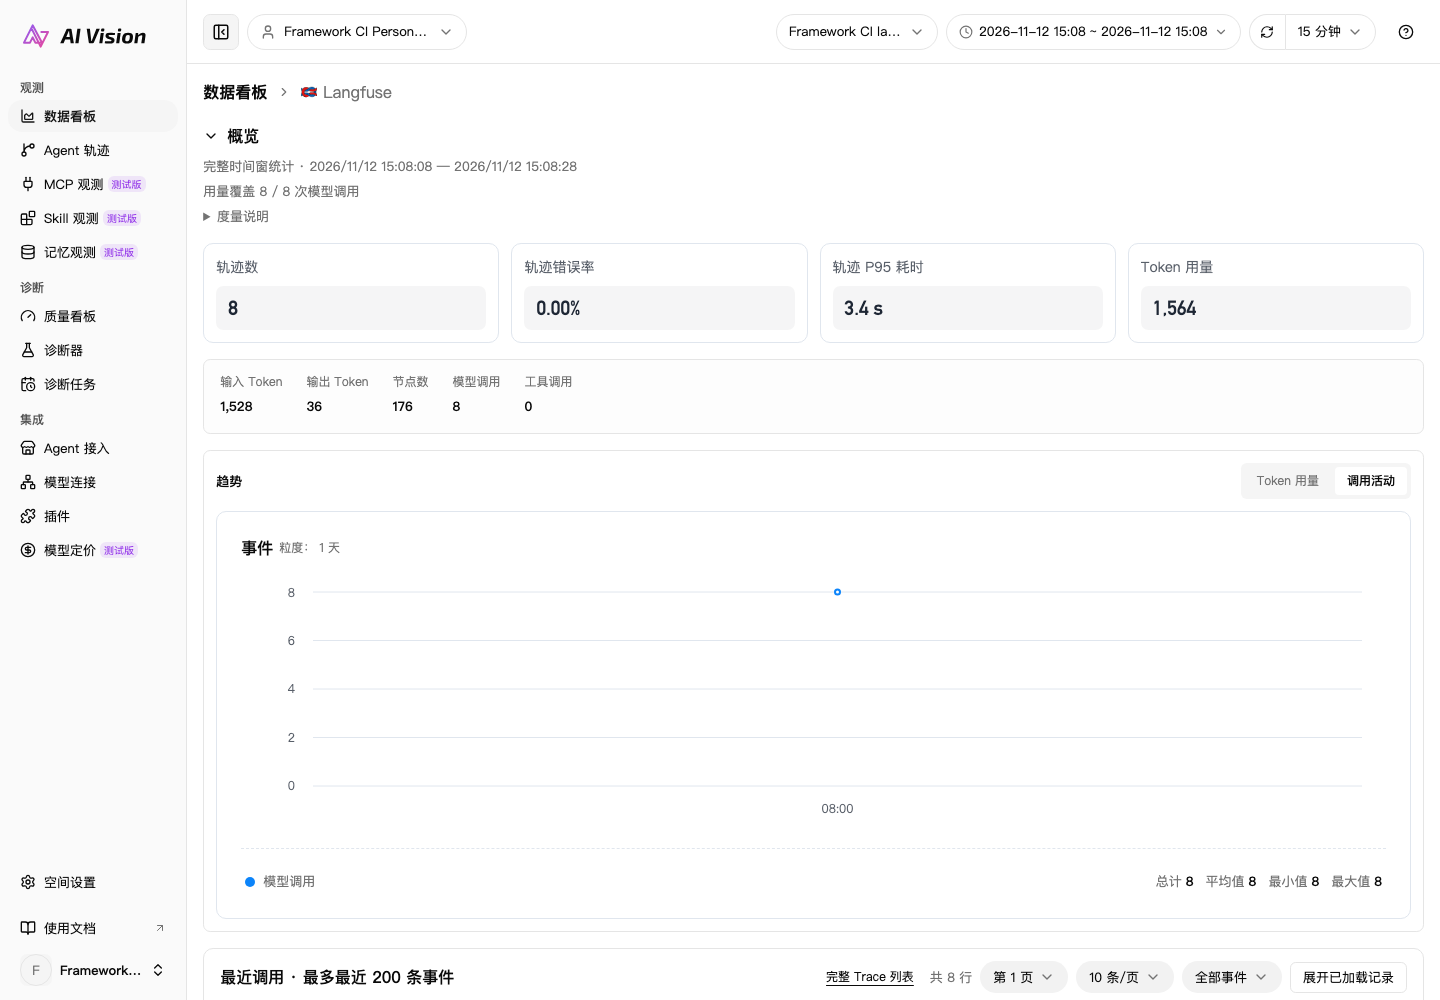 AI Vision
Framework CI Person...
Framework CI la...
2026-11-12 15:08 ~ 2026-11-12 15:08
15 分钟
观测
数据看板
Agent 轨迹
MCP 观测 测试版
Skill 观测 测试版
记忆观测 测试版
诊断
质量看板
诊断器
诊断任务
集成
Agent 接入
模型连接
插件
模型定价 测试版
空间设置
使用文档
F Framework...
数据看板 > Langfuse
概览
完整时间窗统计 · 2026/11/12 15:08:08 — 2026/11/12 15:08:28
用量覆盖 8 / 8 次模型调用
度量说明
轨迹数
8
轨迹错误率
0.00%
轨迹 P95 耗时
3.4 s
Token 用量
1,564
输入 Token 输出 Token 节点数 模型调用 工具调用
1,528 36 176 8 0
趋势
Token 用量 调用活动
事件 粒度： 1 天
8
6
4
2
0
08:00
模型调用
总计 8 平均值 8 最小值 8 最大值 8
最近调用 · 最多最近 200 条事件
完整 Trace 列表 共 8 行 第 1 页 10 条/页 全部事件 展开已加载记录